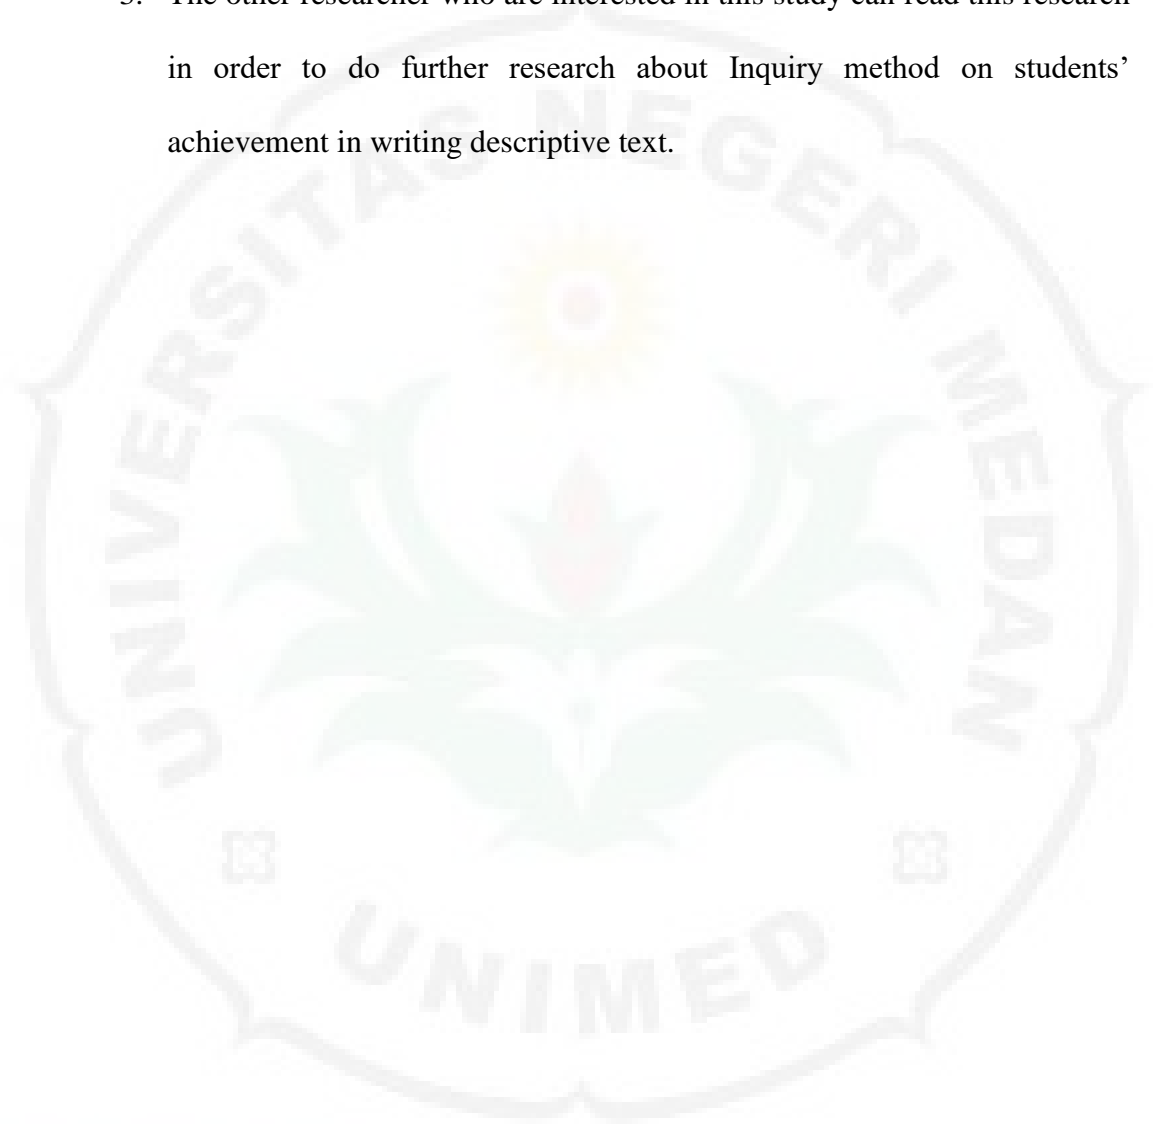 3. The other researcher who are interested in this study can read this research
in order to do further research about Inquiry method on students’
achievement in writing descriptive text.
UNIVERSITAS NEGERI MEDAN
UNIMED